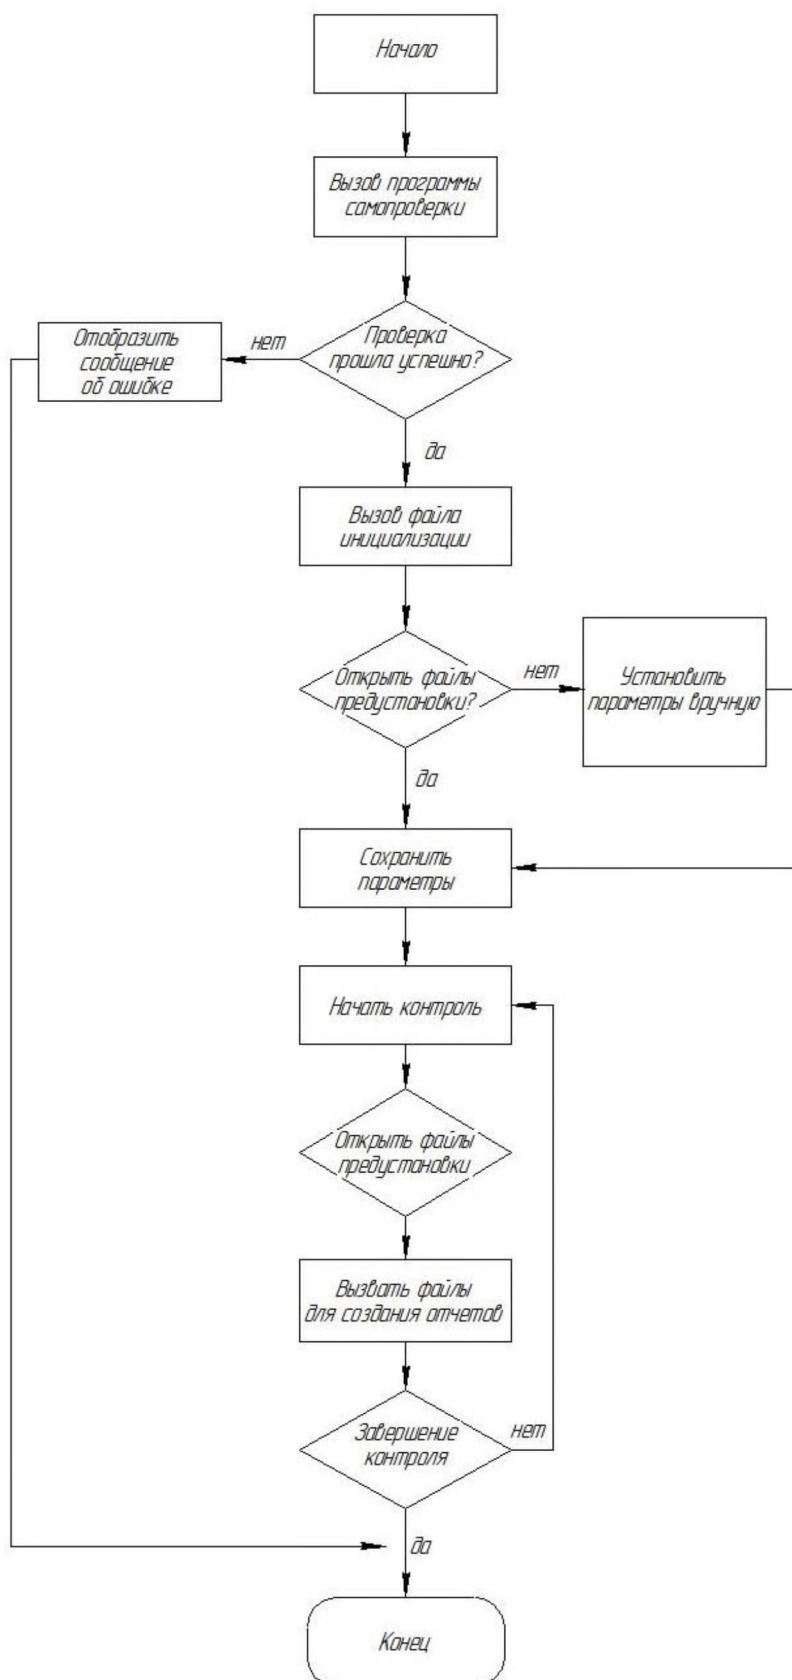 Начало
Вызов программы
самопроверки
Проверка
прошла успешно?
нет
Отобразить
сообщение
об ошибке
да
Вызов файла
инициализации
Открыть файлы
предустановки?
нет
Установить
параметры вручную
да
Сохранить
параметры
Начать контроль
Открыть файлы
предустановки
Вызвать файлы
для создания отчетов
Завершение
контроля
нет
да
Конец